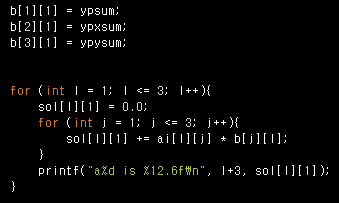 b[1][1] = ypsum;
b[2][1] = ypxsum;
b[3][1] = ypysum;
for (int l = 1; l <= 3; l++){
sol[l][1] = 0.0;
for (int j = 1; j <= 3; j++){
sol[l][1] += ai[l][j] * b[j][l];
}
printf("a%d is %12.6f₩n", l+3, sol[l][1]);
}